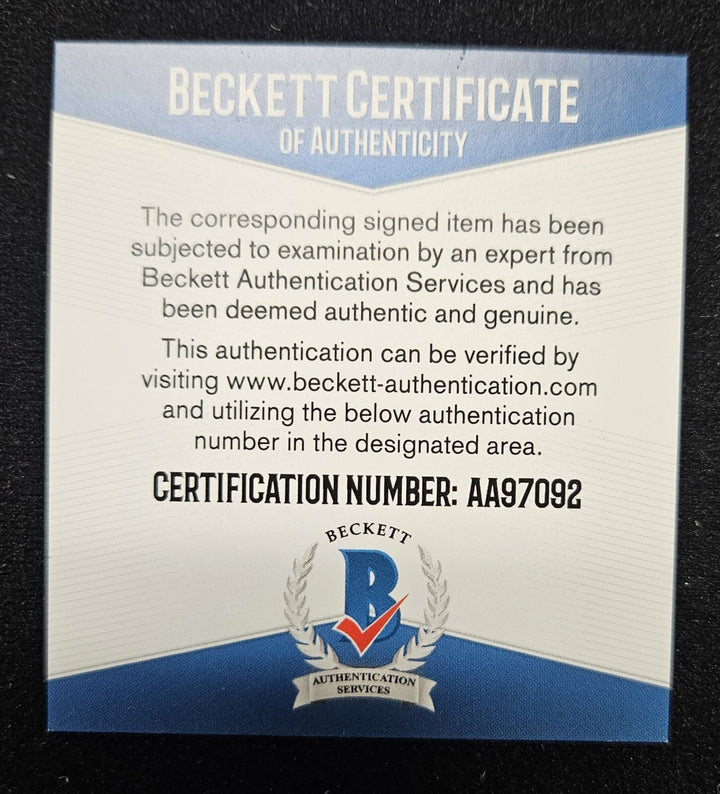 BECKETT CERTIFICATE
OF AUTHENTICITY
The corresponding signed item has been
subjected to examination by an expert from
Beckett Authentication Services and has
been deemed authentic and genuine.
This authentication can be verified by
visiting www.beckett-authentication.com
and utilizing the below authentication
number in the designated area.
CERTIFICATION NUMBER: AA97092
BECKETT
B
AUTHENTICATION
SERVICES